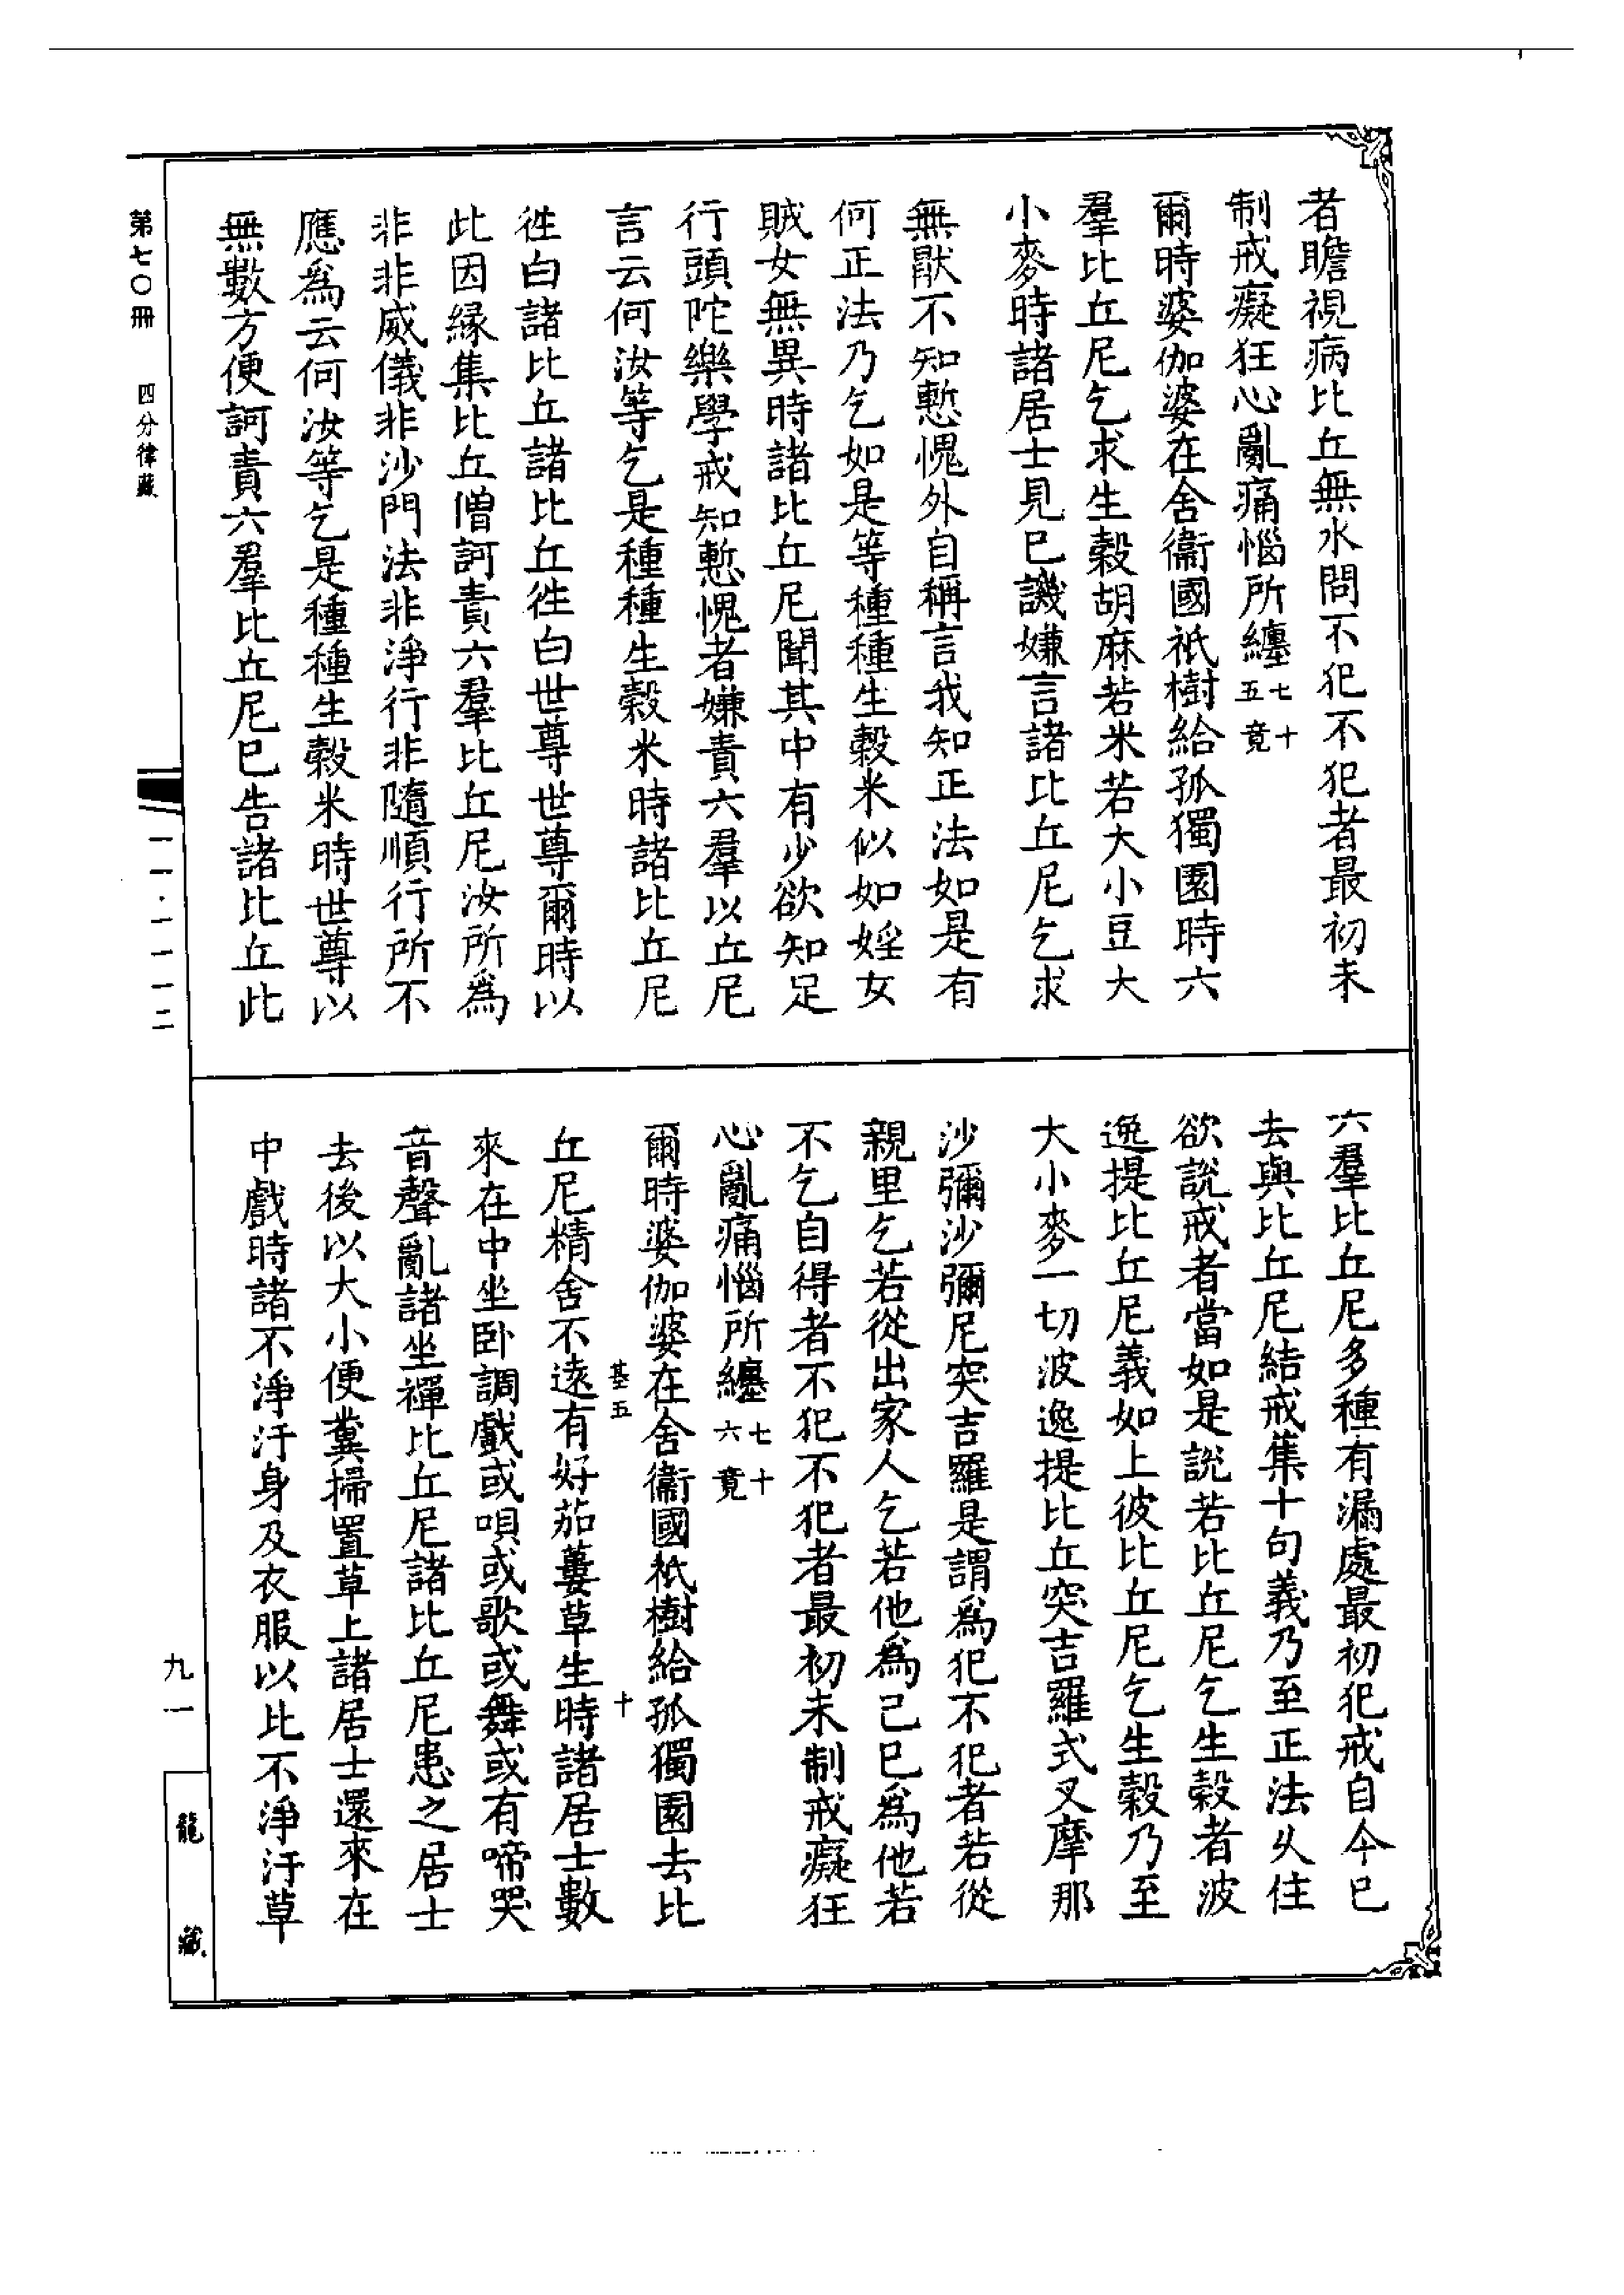 者瞻視病比丘無水問不犯不犯者最初未
制戒癡狂心亂痛惱所纏七十五竟
爾時婆伽婆在舍衞國祇樹給孤獨園時六
羣比丘尼乞求生穀胡麻若米若大小豆大
小麥時諸居士見已譏嫌言諸比丘尼乞求
無猒不知慙愧外自稱言我知正法如是有
何正法乃乞如是等種種生穀米似如婬女
賊女無異時諸比丘尼聞其中有少欲知足
行頭陀樂學戒知慙愧者嫌責六羣以丘尼
言云何汝等乞是種種生穀米時諸比丘尼
徃白諸比丘諸比丘徃白世尊世尊爾時以
此因緣集比丘僧訶責六羣比丘尼汝所爲
非非威儀非沙門法非淨行非隨順行所不
應爲云何汝等乞是種種生穀米時世尊以
無數方便訶責六羣比丘尼已告諸比丘此
六羣比丘尼多種有漏處最初犯戒自今已
去與比丘尼結戒集十句義乃至正法久住
欲說戒者當如是說若比丘尼乞生穀者波
逸提比丘尼義如上彼比丘尼乞生穀乃至
大小麥一切波逸提比丘突吉羅式叉摩那
沙彌沙彌尼突吉羅是謂爲犯不犯者若從
親里乞若從出家人乞若他爲己已爲他若
不乞自得者不犯不犯者最初未制戒癡狂
心亂痛惱所纏七十六竟
爾時婆伽婆在舍衞國祇樹給孤獨園去比
基五 十
丘尼精舍不遠有好茄蔞草生時諸居士數
來在中坐臥調戲或唄或歌或舞或有啼哭
音聲亂諸坐禪比丘尼諸比丘尼患之居士
去後以大小便糞掃置草上諸居士還來在
中戲時諸不淨汙身及衣服以比不淨汙草
第七〇冊 四分律藏
一一·一一一二
九一
龍藏